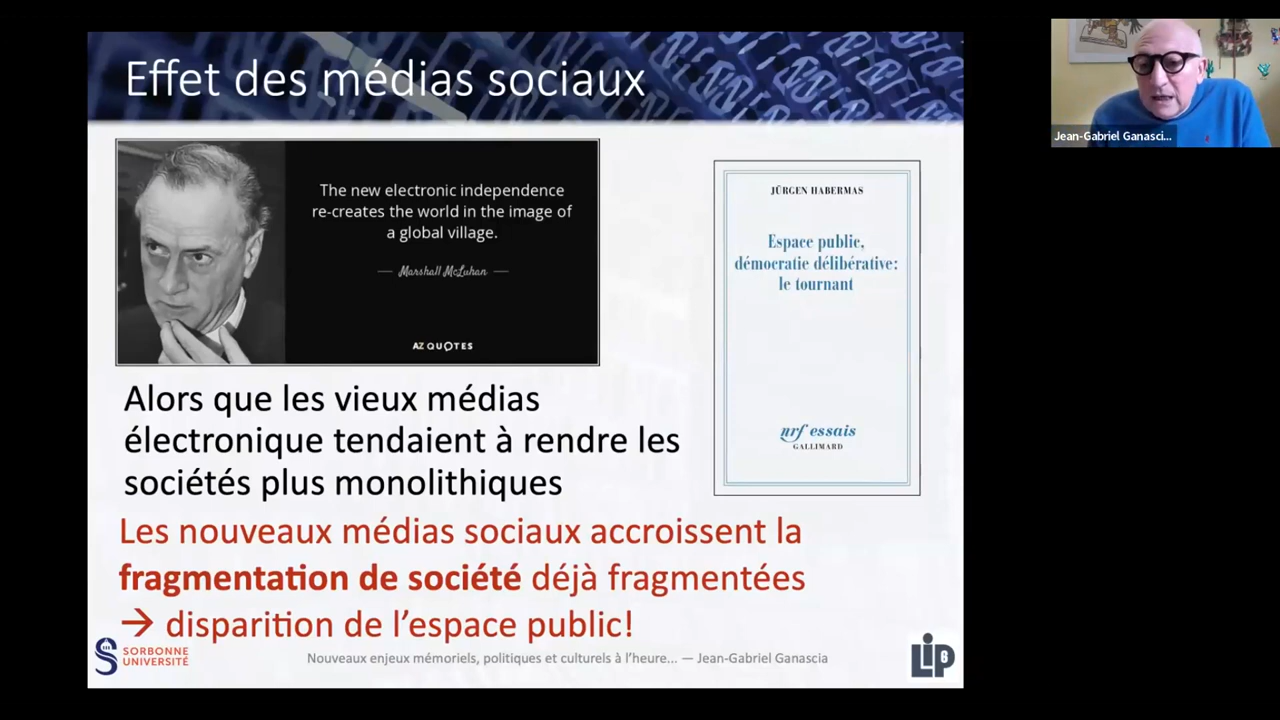 Effet des médias sociaux
The new electronic independence
re-creates the world in the image of
a global village.
Marshall McLuhan
AZ QUOTES
JÜRGEN HABERMAS
Espace public,
démocratie délibérative :
le tournant
nrf essais
GALLIMARD
Alors que les vieux médias
électronique tendaient à rendre les
sociétés plus monolithiques
Les nouveaux médias sociaux accroissent la
fragmentation de société déjà fragmentées
→ disparition de l’espace public!
SORBONNE
UNIVERSITÉ
Nouveaux enjeux mémoriels, politiques et culturels à l’heure... — Jean-Gabriel Ganascia
LIP6
Jean-Gabriel Ganasci...